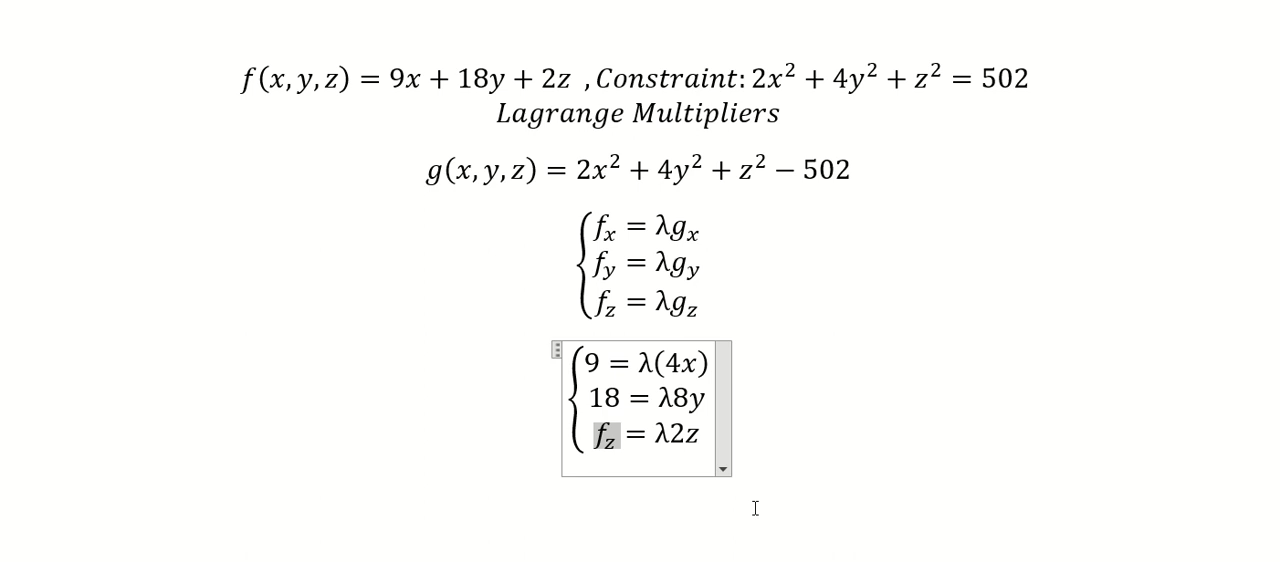 f(x, y, z) = 9x + 18y + 2z , Constraint: 2x² + 4y² + z² = 502
Lagrange Multipliers
g(x, y, z) = 2x² + 4y² + z² − 502
{f_x = λg_x
f_y = λg_y
f_z = λg_z
{9 = λ(4x)
18 = λ8y
f_z = λ2z